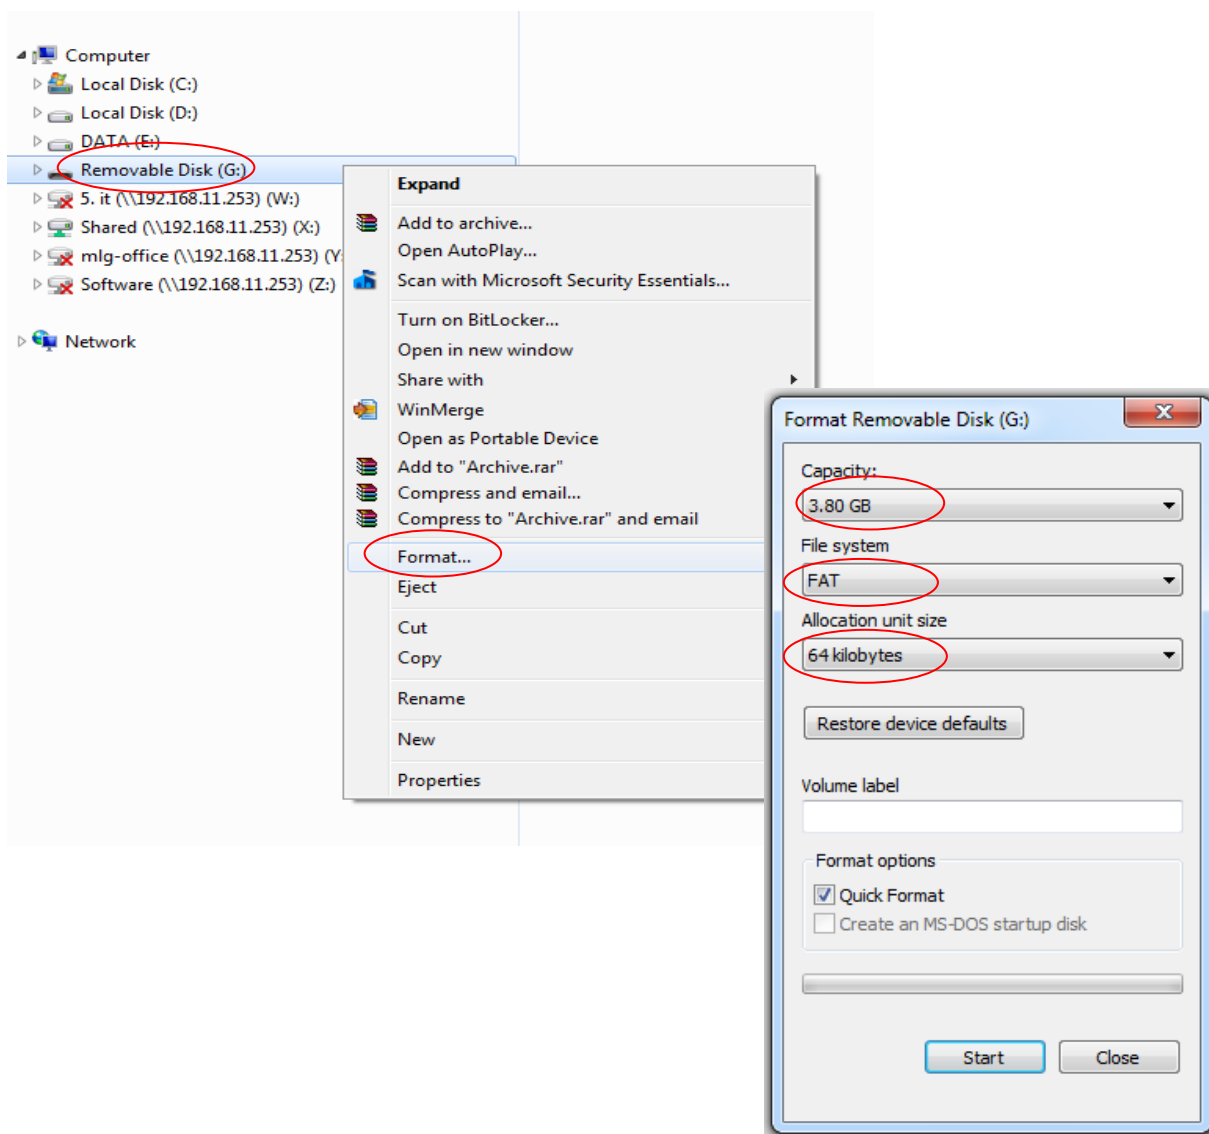 Computer
Local Disk (C:)
Local Disk (D:)
DATA (E:)
Removable Disk (G:)
5. it (\\192.168.11.253) (W:)
Shared (\\192.168.11.253) (X:)
mlg-office (\\192.168.11.253) (Y:
Software (\\192.168.11.253) (Z:)
Network
Expand
Add to archive...
Open AutoPlay...
Scan with Microsoft Security Essentials...
Turn on BitLocker...
Open in new window
Share with
WinMerge
Open as Portable Device
Add to "Archive.rar"
Compress and email...
Compress to "Archive.rar" and email
Format...
Eject
Cut
Copy
Rename
New
Properties
Format Removable Disk (G:)
Capacity:
3.80 GB
File system
FAT
Allocation unit size
64 kilobytes
Restore device defaults
Volume label
Format options
Quick Format
Create an MS-DOS startup disk
Start Close